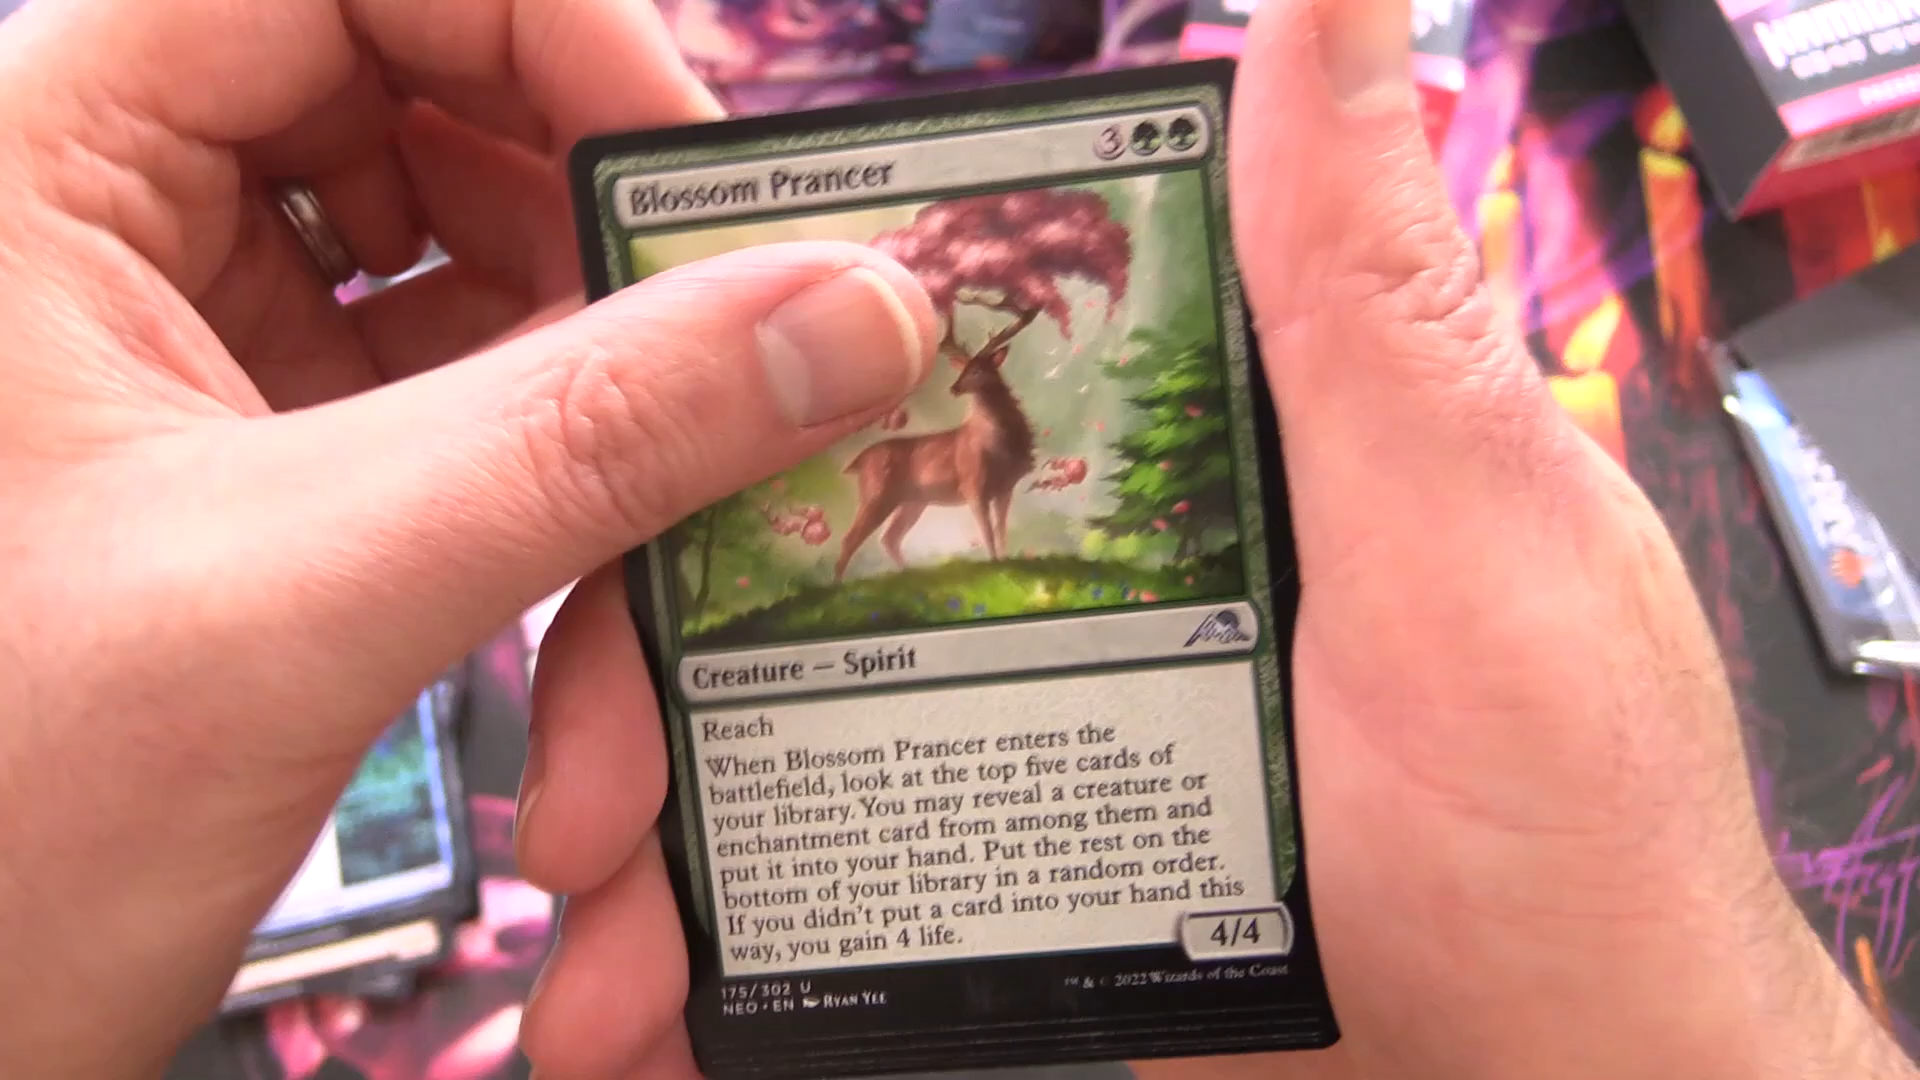 Blossom Prancer
3
Creature — Spirit
Reach
When Blossom Prancer enters the
battlefield, look at the top five cards of
your library. You may reveal a creature or
enchantment card from among them and
put it into your hand. Put the rest on the
bottom of your library in a random order.
If you didn't put a card into your hand this
way, you gain 4 life.
4/4
175/302 U
NEO • EN Ryan Yee
™ & © 2022 Wizards of the Coast